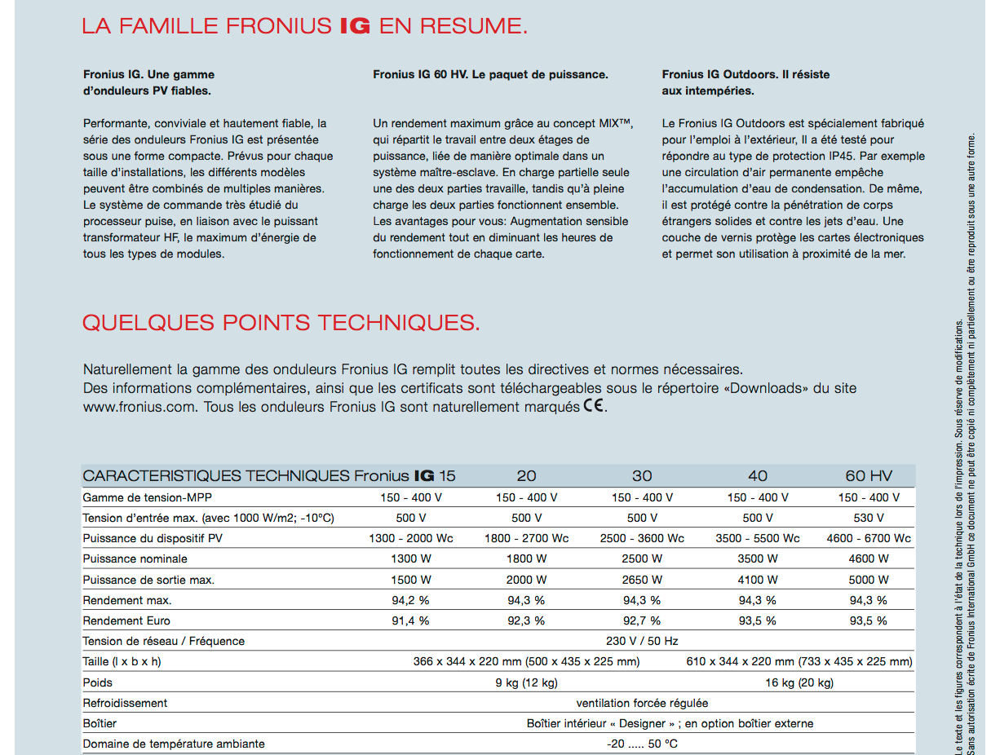 LA FAMILLE FRONIUS IG EN RESUME.
Fronius IG. Une gamme
d’onduleurs PV fiables.
Performante, conviviale et hautement fiable, la
série des onduleurs Fronius IG est présentée
sous une forme compacte. Prévus pour chaque
taille d’installations, les différents modèles
peuvent être combinés de multiples manières.
Le système de commande très étudié du
processeur puise, en liaison avec le puissant
transformateur HF, le maximum d’énergie de
tous les types de modules.
Fronius IG 60 HV. Le paquet de puissance.
Un rendement maximum grâce au concept MIX™,
qui répartit le travail entre deux étages de
puissance, liée de manière optimale dans un
système maître-esclave. En charge partielle seule
une des deux parties travaille, tandis qu’à pleine
charge les deux parties fonctionnent ensemble.
Les avantages pour vous: Augmentation sensible
du rendement tout en diminuant les heures de
fonctionnement de chaque carte.
Fronius IG Outdoors. Il résiste
aux intempéries.
Le Fronius IG Outdoors est spécialement fabriqué
pour l’emploi à l’extérieur, Il a été testé pour
répondre au type de protection IP45. Par exemple
une circulation d’air permanente empêche
l’accumulation d’eau de condensation. De même,
il est protégé contre la pénétration de corps
étrangers solides et contre les jets d’eau. Une
couche de vernis protège les cartes électroniques
et permet son utilisation à proximité de la mer.
QUELQUES POINTS TECHNIQUES.
Naturellement la gamme des onduleurs Fronius IG remplit toutes les directives et normes nécessaires.
Des informations complémentaires, ainsi que les certificats sont téléchargeables sous le répertoire «Downloads» du site
www.fronius.com. Tous les onduleurs Fronius IG sont naturellement marqués CE.
CARACTERISTIQUES TECHNIQUES Fronius IG 15 20 30 40 60 HV
Gamme de tension-MPP 150 - 400 V 150 - 400 V 150 - 400 V 150 - 400 V 150 - 400 V
Tension d’entrée max. (avec 1000 W/m2; -10°C) 500 V 500 V 500 V 500 V 530 V
Puissance du dispositif PV 1300 - 2000 Wc 1800 - 2700 Wc 2500 - 3600 Wc 3500 - 5500 Wc 4600 - 6700 Wc
Puissance nominale 1300 W 1800 W 2500 W 3500 W 4600 W
Puissance de sortie max. 1500 W 2000 W 2650 W 4100 W 5000 W
Rendement max. 94,2 % 94,3 % 94,3 % 94,3 % 94,3 %
Rendement Euro 91,4 % 92,3 % 92,7 % 93,5 % 93,5 %
Tension de réseau / Fréquence 230 V / 50 Hz
Taille (l x b x h) 366 x 344 x 220 mm (500 x 435 x 225 mm) 610 x 344 x 220 mm (733 x 435 x 225 mm)
Poids 9 kg (12 kg) 16 kg (20 kg)
Refroidissement ventilation forcée régulée
Boîtier Boîtier intérieur « Designer » ; en option boîtier externe
Domaine de température ambiante -20 ..... 50 °C
Le texte et les figures correspondent à l’état de la technique lors de l’impression. Sous réserve de modifications.
Sans autorisation écrite de Fronius International GmbH ce document ne peut être copié ni complètement ni partiellement ou être reproduit sous une autre forme.